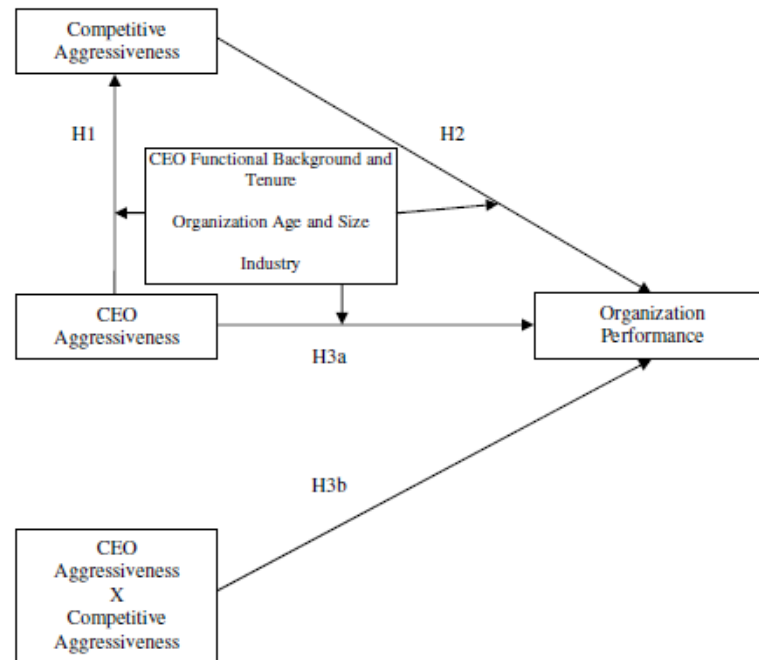 Competitive
Aggressiveness
H1
H2
CEO Functional Background and
Tenure
Organization Age and Size
Industry
CEO
Aggressiveness
Organization
Performance
H3a
H3b
CEO
Aggressiveness
X
Competitive
Aggressiveness